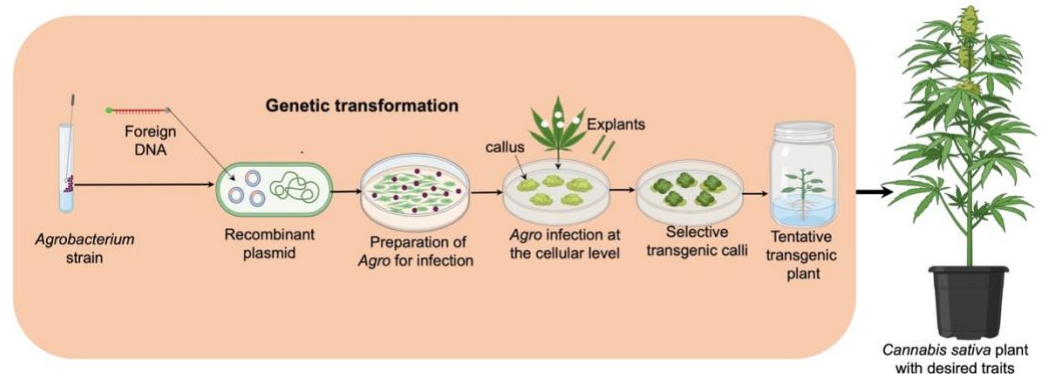 Genetic transformation
Foreign
DNA
Agrobacterium
strain
Recombinant
plasmid
Preparation of
Agro for infection
callus
Explants
Agro infection at
the cellular level
Selective
transgenic calli
Tentative
transgenic
plant
Cannabis sativa plant
with desired traits